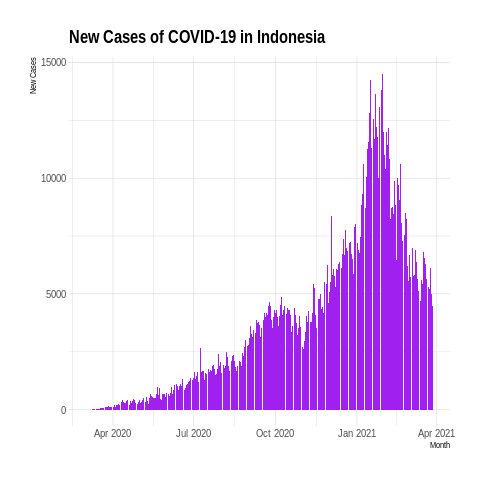 New Cases of COVID-19 in Indonesia
New Cases
15000
10000
5000
0
Apr 2020 Jul 2020 Oct 2020 Jan 2021 Apr 2021
Month